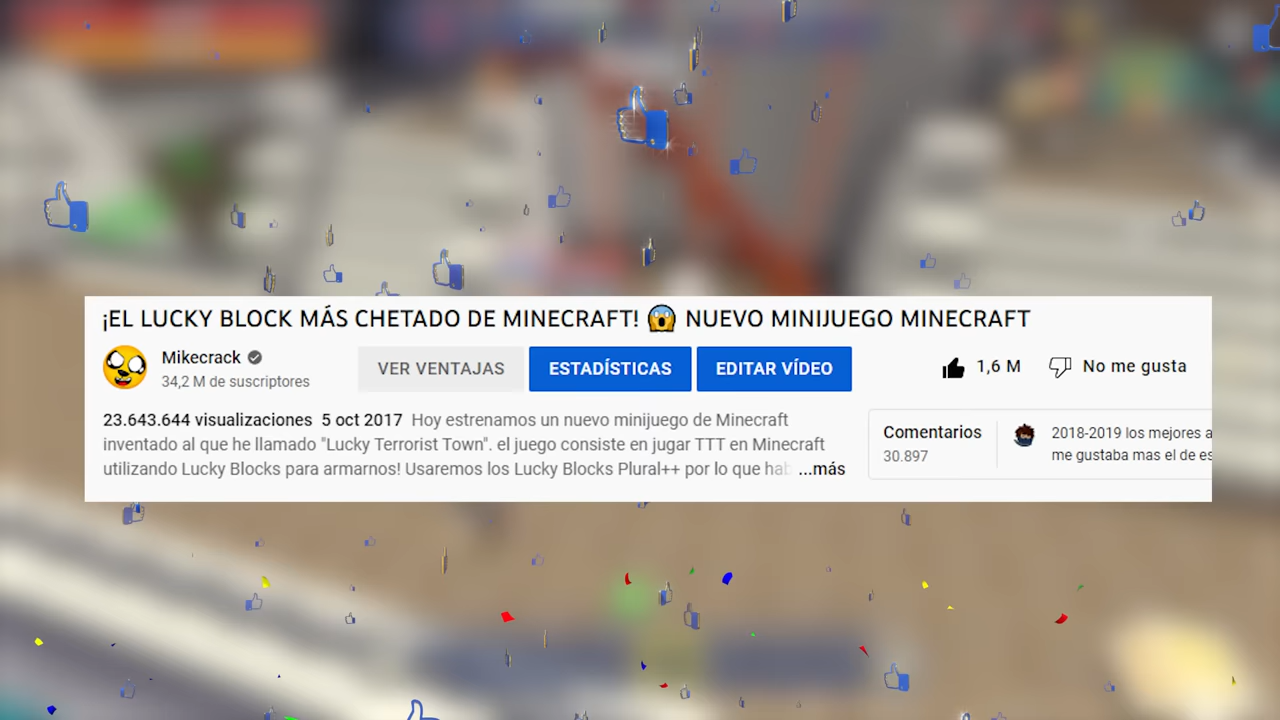 ¡EL LUCKY BLOCK MÁS CHETADO DE MINECRAFT! 😱 NUEVO MINIJUEGO MINECRAFT
Mikecrack
34,2 M de suscriptores
VER VENTAJAS
ESTADÍSTICAS
EDITAR VÍDEO
1,6 M
No me gusta
23.643.644 visualizaciones 5 oct 2017 Hoy estrenamos un nuevo minijuego de Minecraft
inventado al que he llamado "Lucky Terrorist Town". el juego consiste en jugar TTT en Minecraft
utilizando Lucky Blocks para armarnos! Usaremos los Lucky Blocks Plural++ por lo que hab ...más
Comentarios
30.897
2018-2019 los mejores a
me gustaba mas el de es